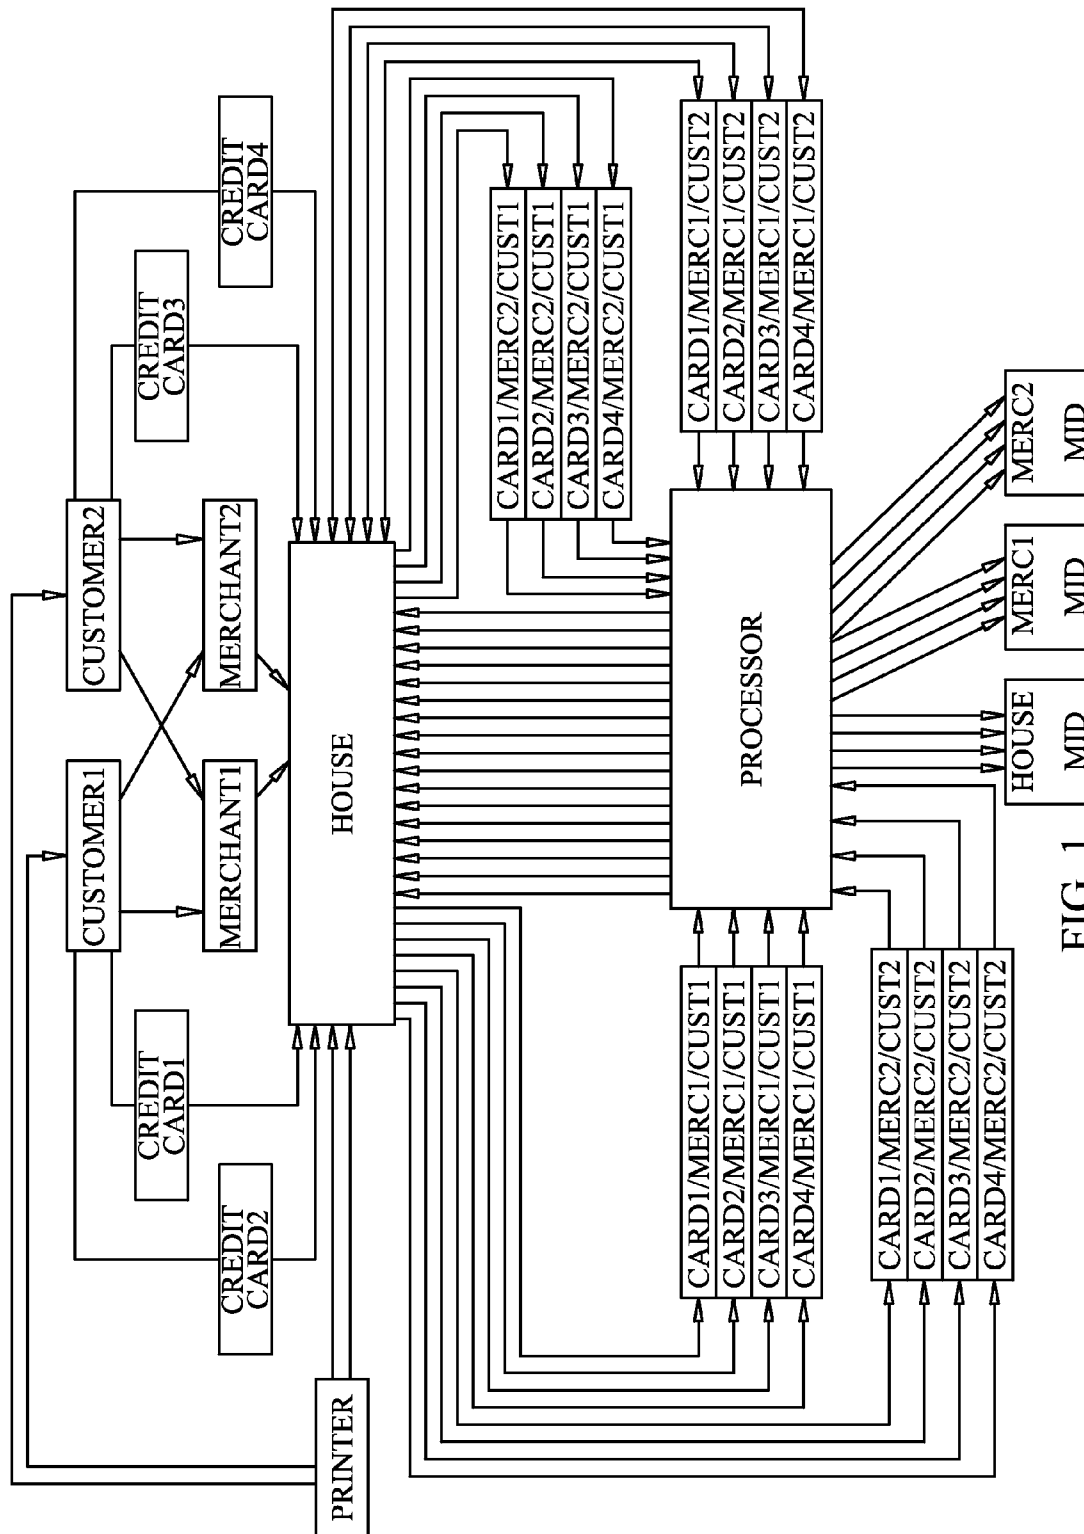 CUSTOMER1
CUSTOMER2
CREDIT
CARD1
CREDIT
CARD3
CREDIT
CARD2
MERCHANT1
MERCHANT2
CREDIT
CARD4
PRINTER
HOUSE
CARD1/MERC2/CUST1
CARD2/MERC2/CUST1
CARD3/MERC2/CUST1
CARD4/MERC2/CUST1
CARD1/MERC1/CUST1
CARD2/MERC1/CUST1
CARD3/MERC1/CUST1
CARD4/MERC1/CUST1
PROCESSOR
CARD1/MERC1/CUST2
CARD2/MERC1/CUST2
CARD3/MERC1/CUST2
CARD4/MERC1/CUST2
CARD1/MERC2/CUST2
CARD2/MERC2/CUST2
CARD3/MERC2/CUST2
CARD4/MERC2/CUST2
HOUSE
MID
MERC1
MID
MERC2
MID
FIG. 1